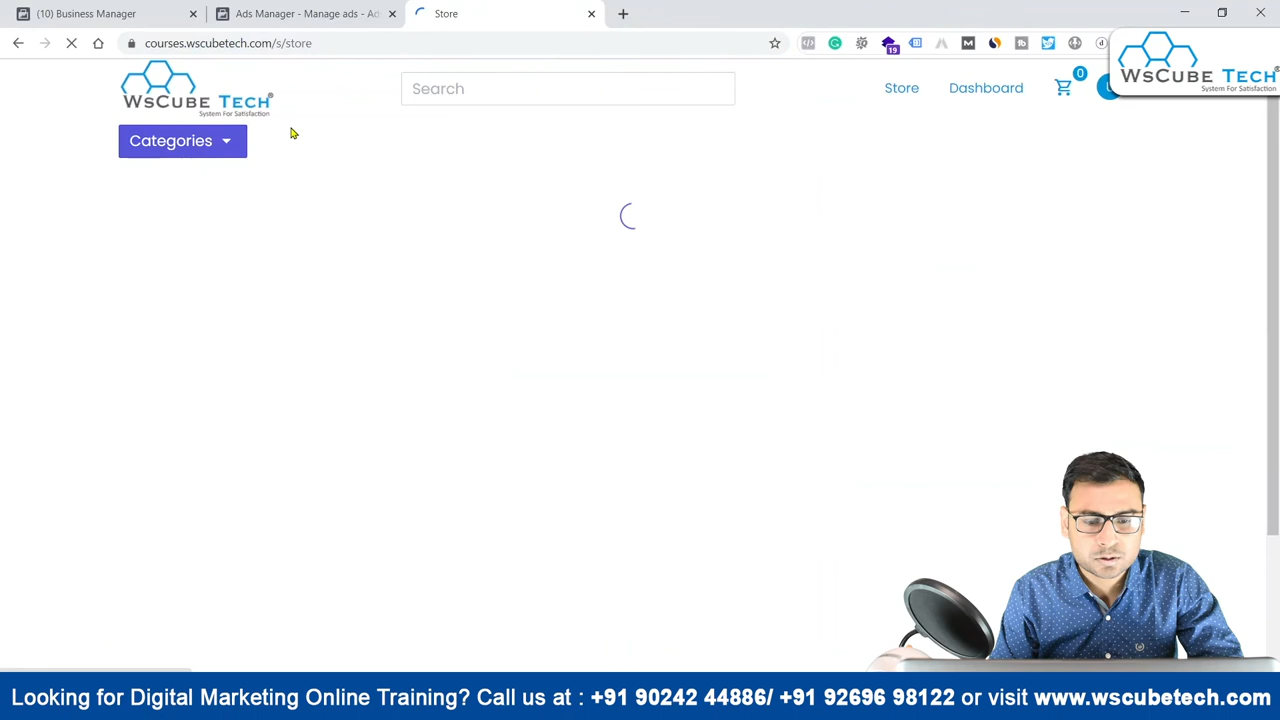 (10) Business Manager
Ads Manager - Manage ads - Ad
Store
courses.wscubetech.com/s/store
19
WsCube Tech®
System For Satisfaction
Search
Store
Dashboard
0
WsCube Tech®
System For Satisfaction
Categories
Looking for Digital Marketing Online Training? Call us at : +91 90242 44886/ +91 92696 98122 or visit www.wscubetech.com